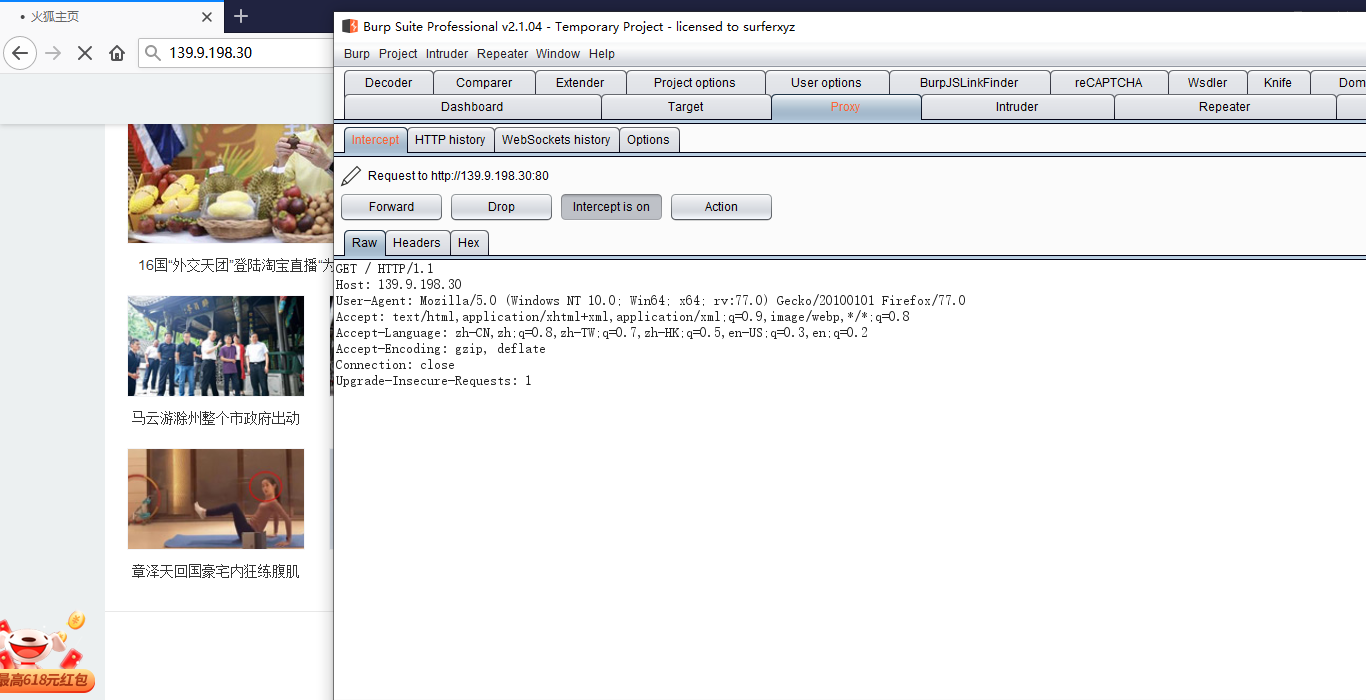 火狐主页
139.9.198.30
16国“外交天团”登陆淘宝直播“为
马云游滁州整个市政府出动
章泽天回国豪宅内狂练腹肌
最高618元红包
Burp Suite Professional v2.1.04 - Temporary Project - licensed to surferxyz
Burp Project Intruder Repeater Window Help
Decoder Comparer Extender Project options User options BurpJSLinkFinder reCAPTCHA Wsdler Knife Dom
Dashboard Target Proxy Intruder Repeater
Intercept HTTP history WebSockets history Options
Request to http://139.9.198.30:80
Forward Drop Intercept is on Action
Raw Headers Hex
GET / HTTP/1.1
Host: 139.9.198.30
User-Agent: Mozilla/5.0 (Windows NT 10.0; Win64; x64; rv:77.0) Gecko/20100101 Firefox/77.0
Accept: text/html,application/xhtml+xml,application/xml;q=0.9,image/webp,*/*;q=0.8
Accept-Language: zh-CN,zh;q=0.8,zh-TW;q=0.7,zh-HK;q=0.5,en-US;q=0.3,en;q=0.2
Accept-Encoding: gzip, deflate
Connection: close
Upgrade-Insecure-Requests: 1